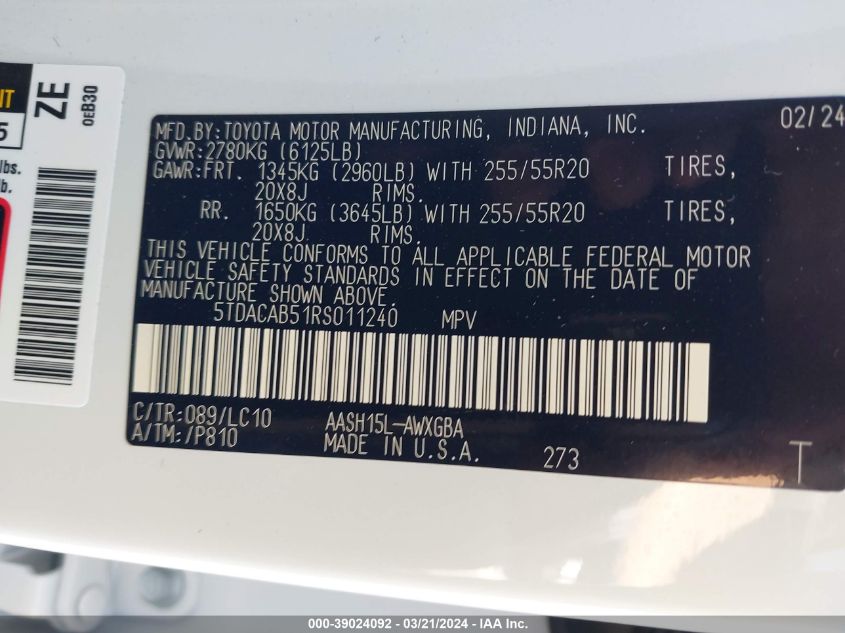 IT
5
lbs.
lb.
ZE
0EB30
MFD.BY:TOYOTA MOTOR MANUFACTURING, INDIANA, INC. 02/24
GVWR:2780KG (6125LB)
GAWR:FRT. 1345KG (2960LB) WITH 255/55R20 TIRES,
20X8J RIMS.
RR. 1650KG (3645LB) WITH 255/55R20 TIRES,
20X8J. RIMS.
THIS VEHICLE CONFORMS TO ALL APPLICABLE FEDERAL MOTOR
VEHICLE SAFETY STANDARDS IN EFFECT ON THE DATE OF
MANUFACTURE SHOWN ABOVE.
5TDACAB51RS011240 MPV
C/TR:089/LC10 AASH15L-AWXGBA
A/TM:/P810 MADE IN U.S.A. 273 T
000-39024092 — 03/21/2024 — IAA Inc.